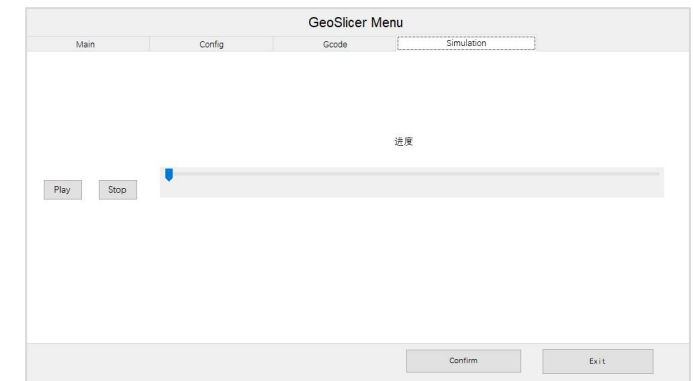 GeoSlicer Menu
Main Config Gcode Simulation
进度
Play Stop
Confirm Exit